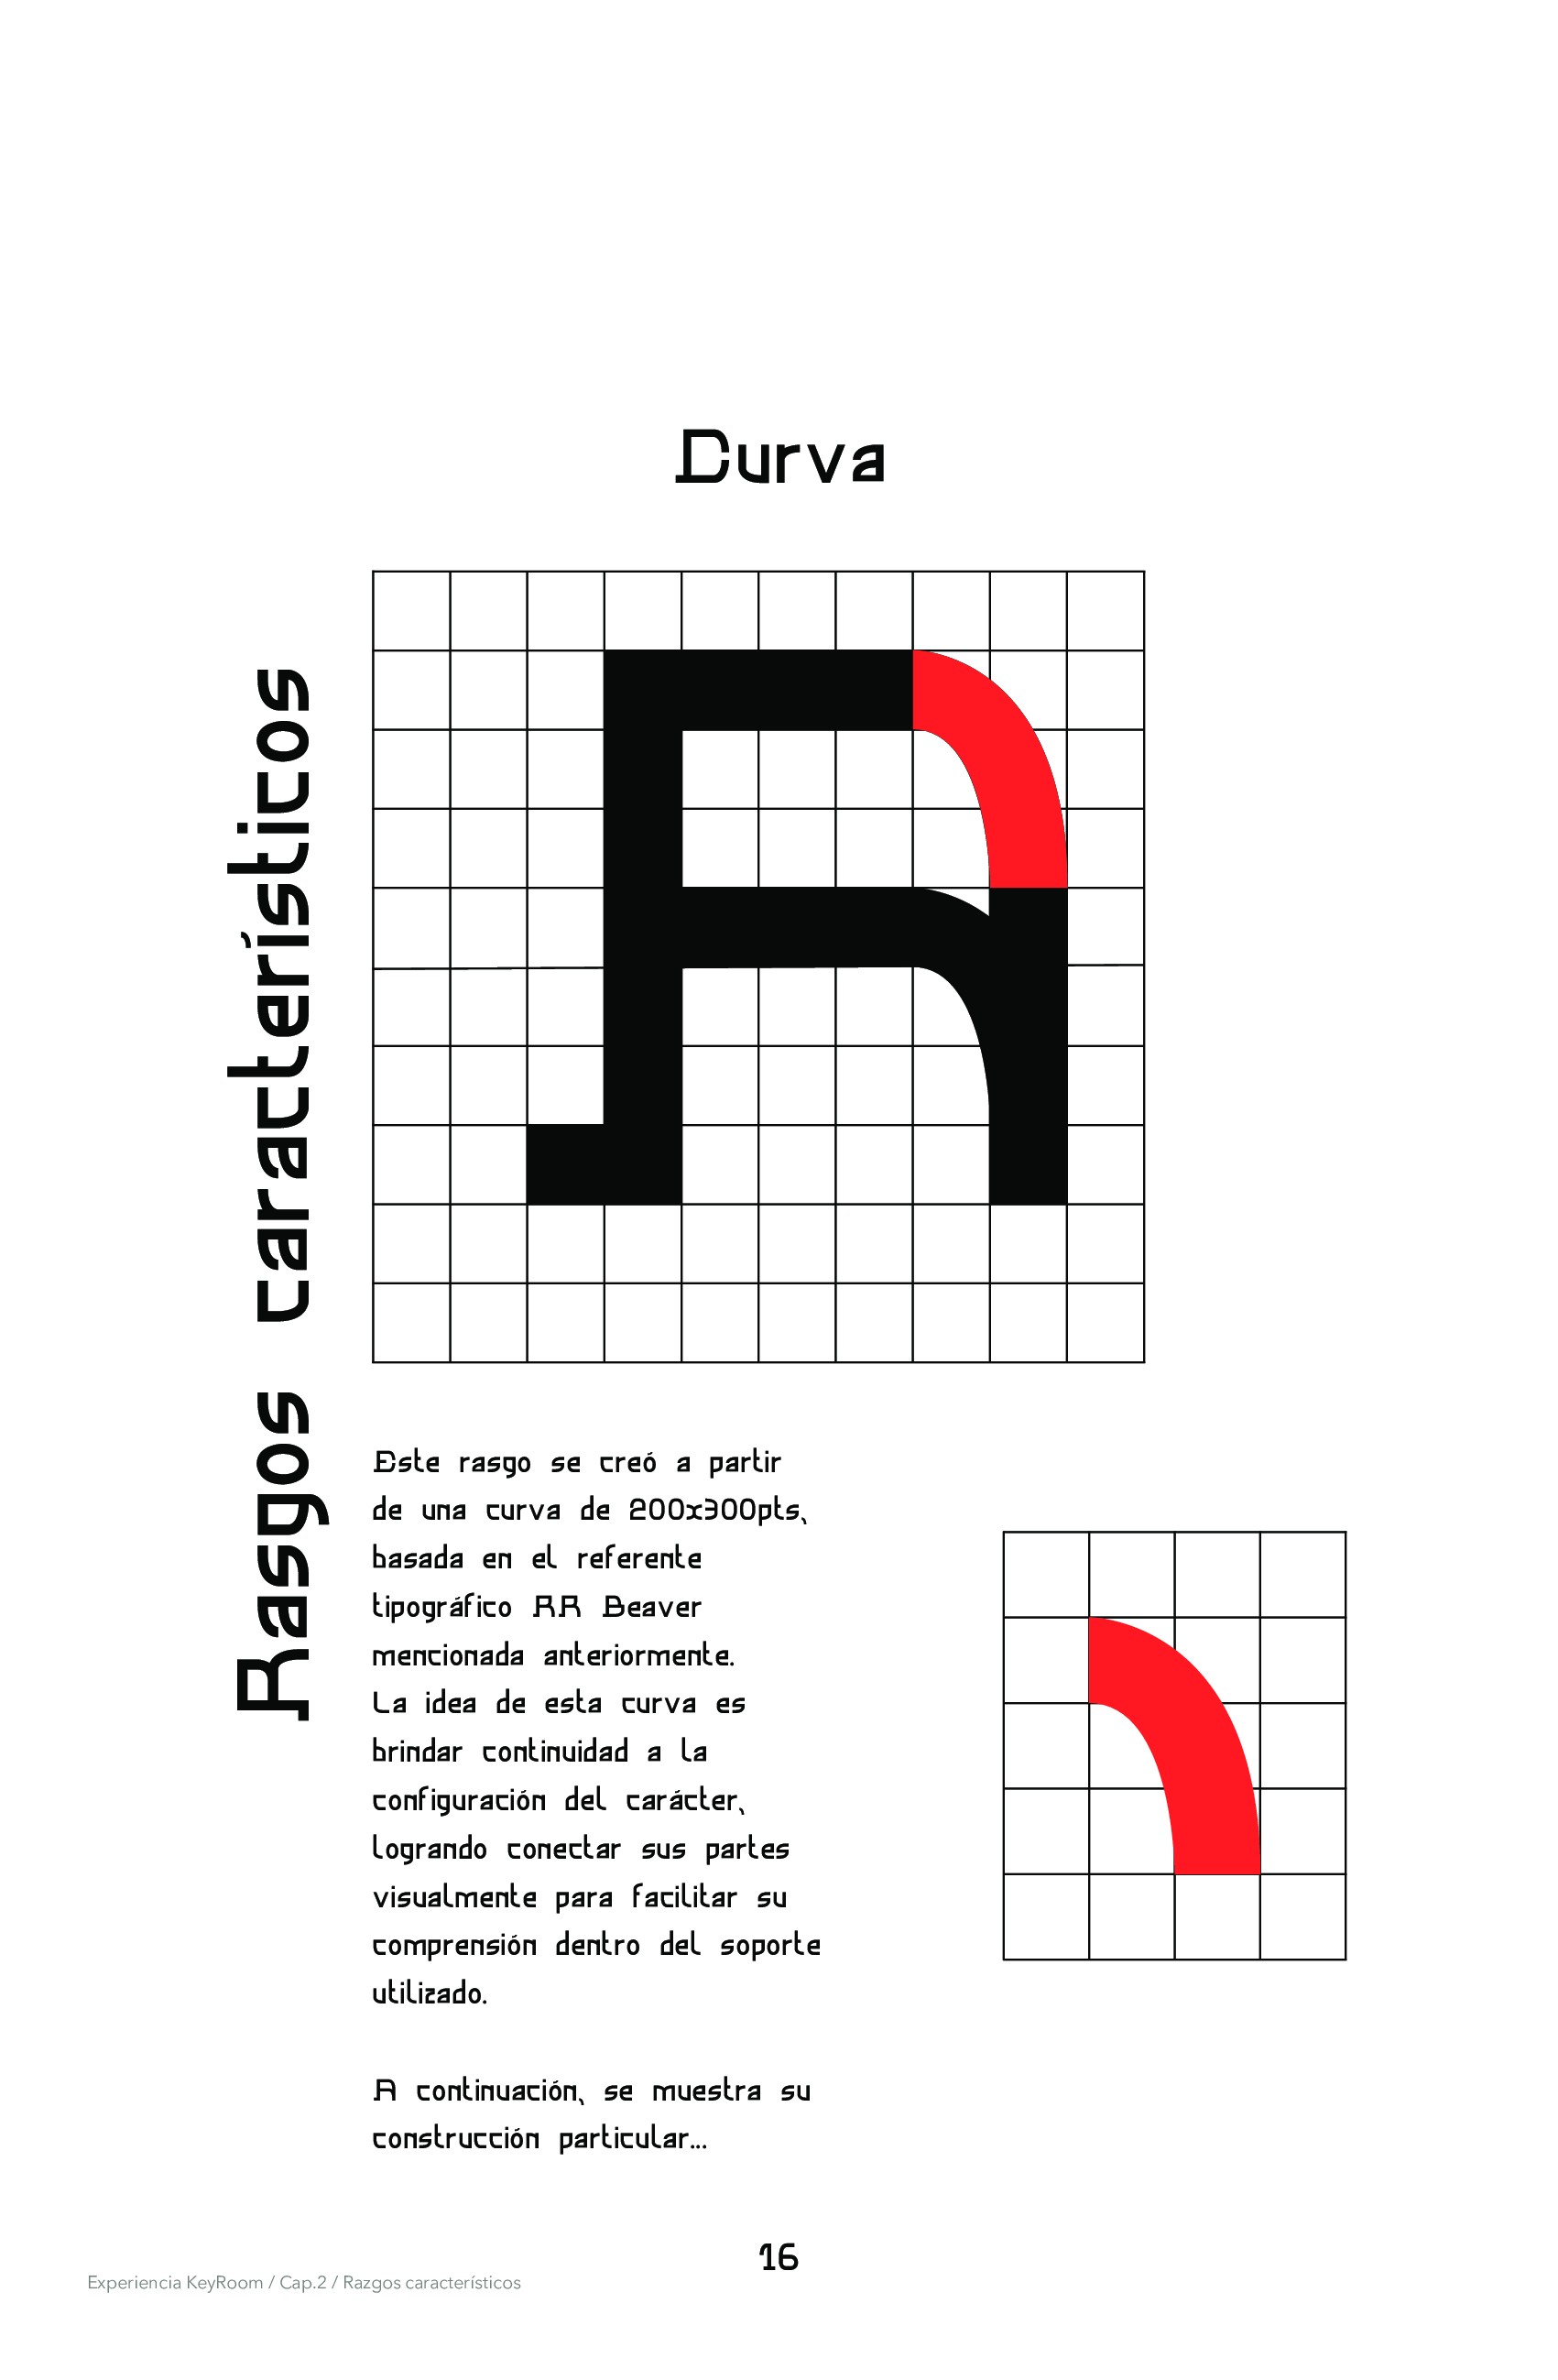 Curva
Rasgos característicos
Este rasgo se creó a partir
de una curva de 200x300pts,
basada en el referente
tipográfico RR Beaver
mencionada anteriormente.
La idea de esta curva es
brindar continuidad a la
configuración del carácter,
logrando conectar sus partes
visualmente para facilitar su
comprensión dentro del soporte
utilizado.
A continuación, se muestra su
construcción particular...
16
Experiencia KeyRoom / Cap.2 / Razgos característicos